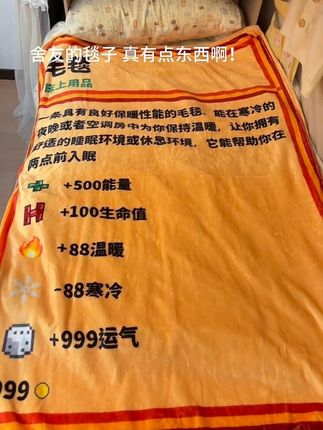 舍友的毯子 真有点东西啊！
毛毯
床上用品
一条具有良好保暖性能的毛毯。能在寒冷的
夜晚或者空调房中为你保持温暖，让你拥有
舒适的睡眠环境或休息环境，它能帮助你在
两点前入眠
+500能量
+100生命值
+88温暖
-88寒冷
+999运气
999